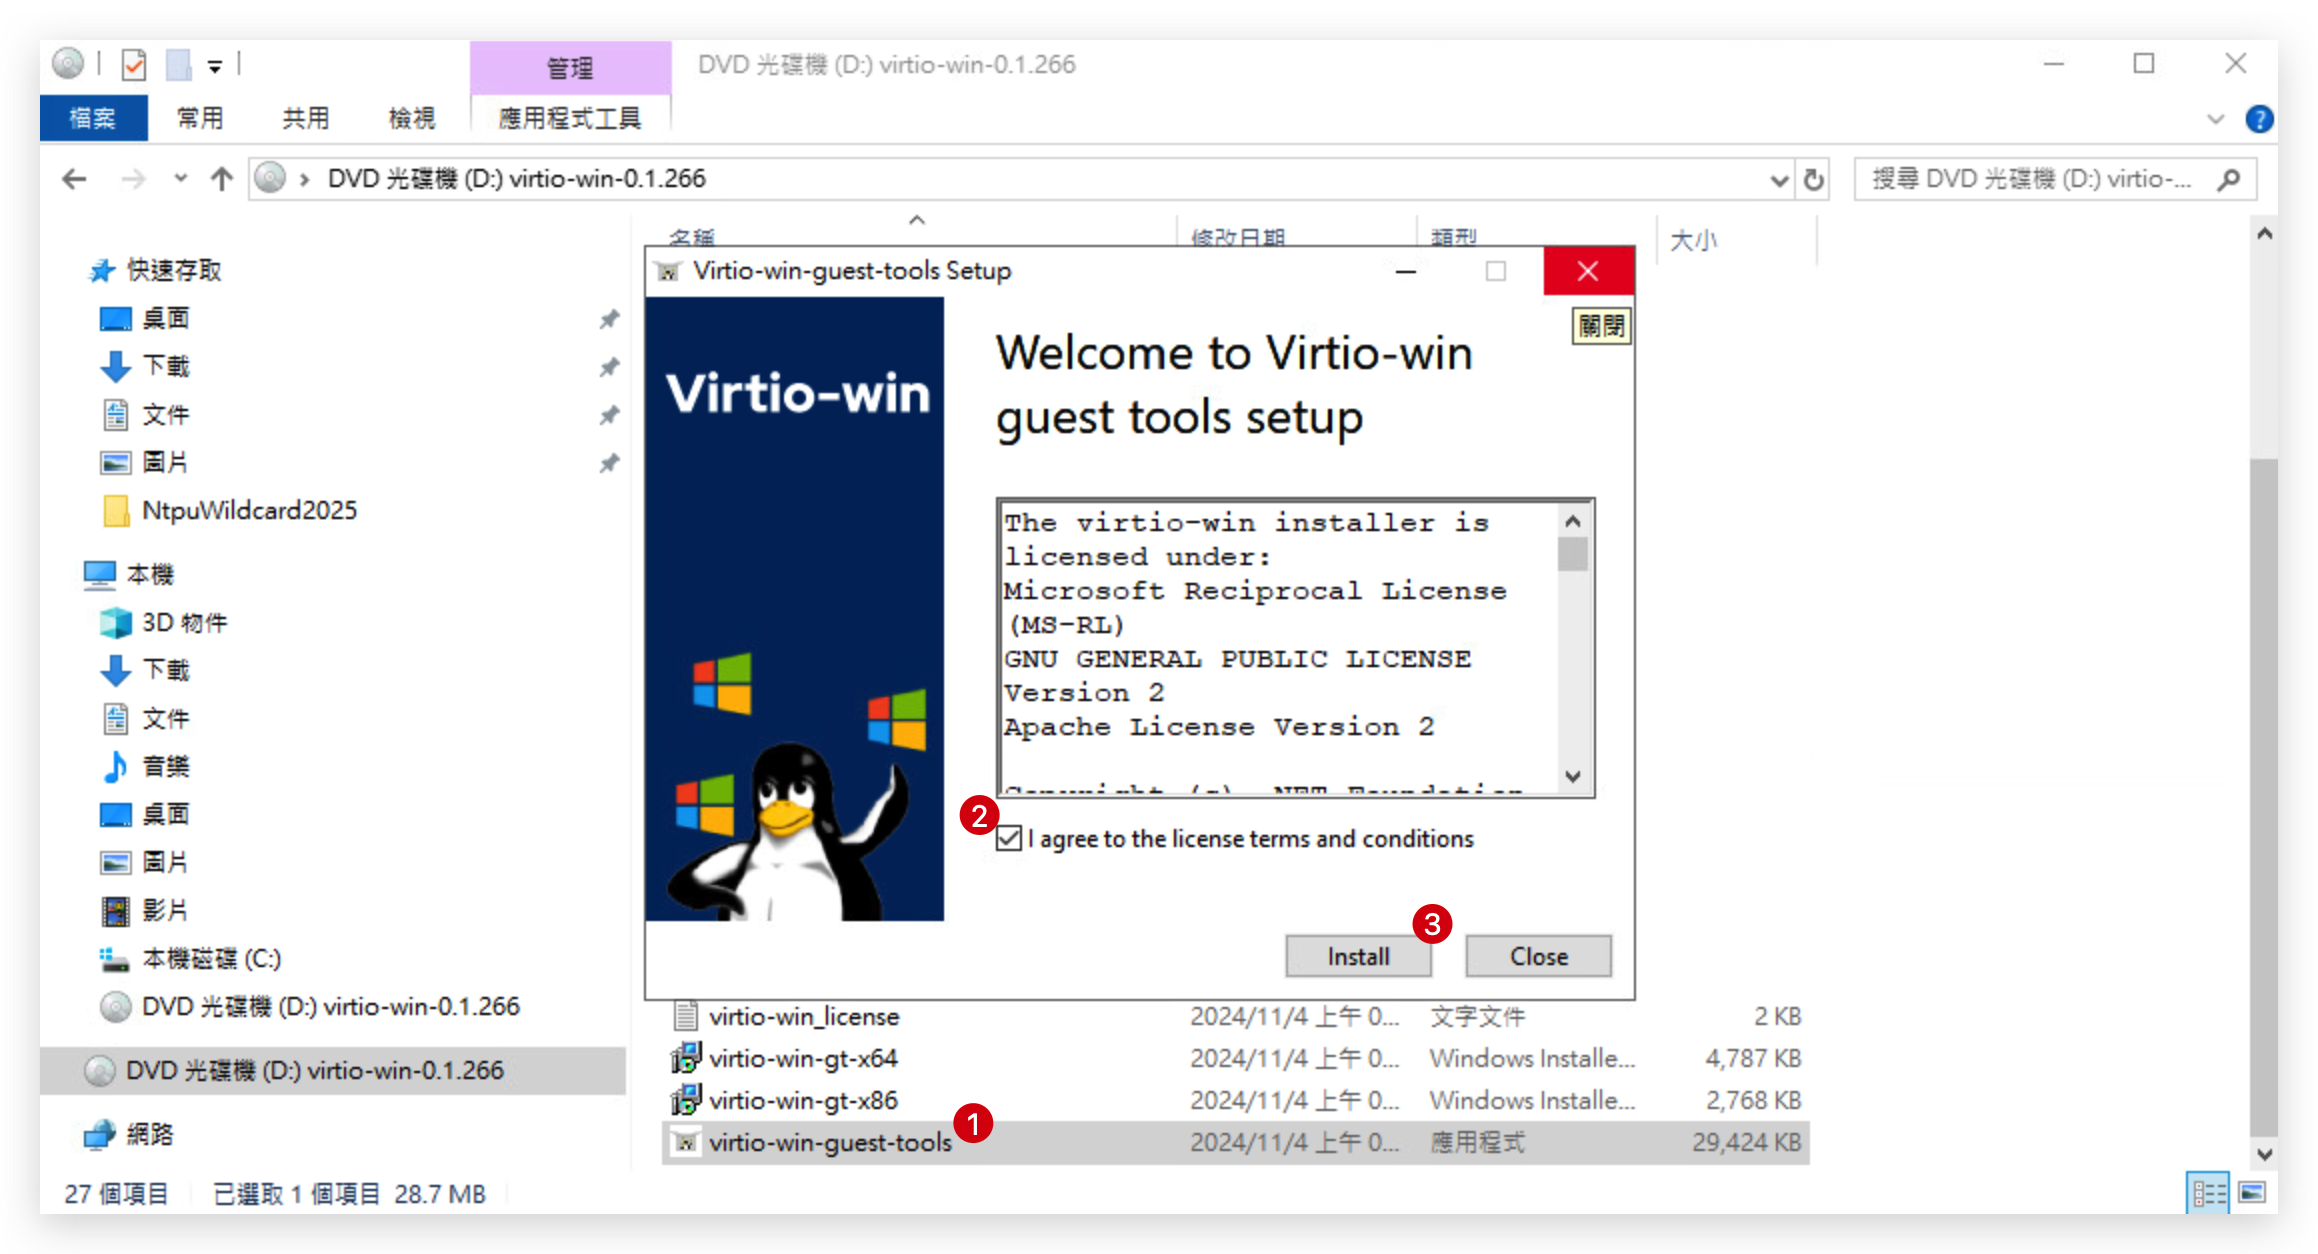 管理
DVD 光碟機 (D:) virtio-win-0.1.266
檔案
常用
共用
檢視
應用程式工具
DVD 光碟機 (D:) virtio-win-0.1.266
搜尋 DVD 光碟機 (D:) virtio-...
名稱
修改日期
類型
大小
快速存取
桌面
下載
文件
圖片
NtpuWildcard2025
本機
3D 物件
下載
文件
音樂
桌面
圖片
影片
本機磁碟 (C:)
DVD 光碟機 (D:) virtio-win-0.1.266
DVD 光碟機 (D:) virtio-win-0.1.266
網路
Virtio-win-guest-tools Setup
關閉
Virtio-win
Welcome to Virtio-win
guest tools setup
The virtio-win installer is
licensed under:
Microsoft Reciprocal License
(MS-RL)
GNU GENERAL PUBLIC LICENSE
Version 2
Apache License Version 2
Copyright (c) .NET Foundation
2
I agree to the license terms and conditions
3
Install
Close
virtio-win_license 2024/11/4 上午 0... 文字文件 2 KB
virtio-win-gt-x64 2024/11/4 上午 0... Windows Installe... 4,787 KB
virtio-win-gt-x86 2024/11/4 上午 0... Windows Installe... 2,768 KB
1
virtio-win-guest-tools 2024/11/4 上午 0... 應用程式 29,424 KB
27 個項目 已選取 1 個項目 28.7 MB